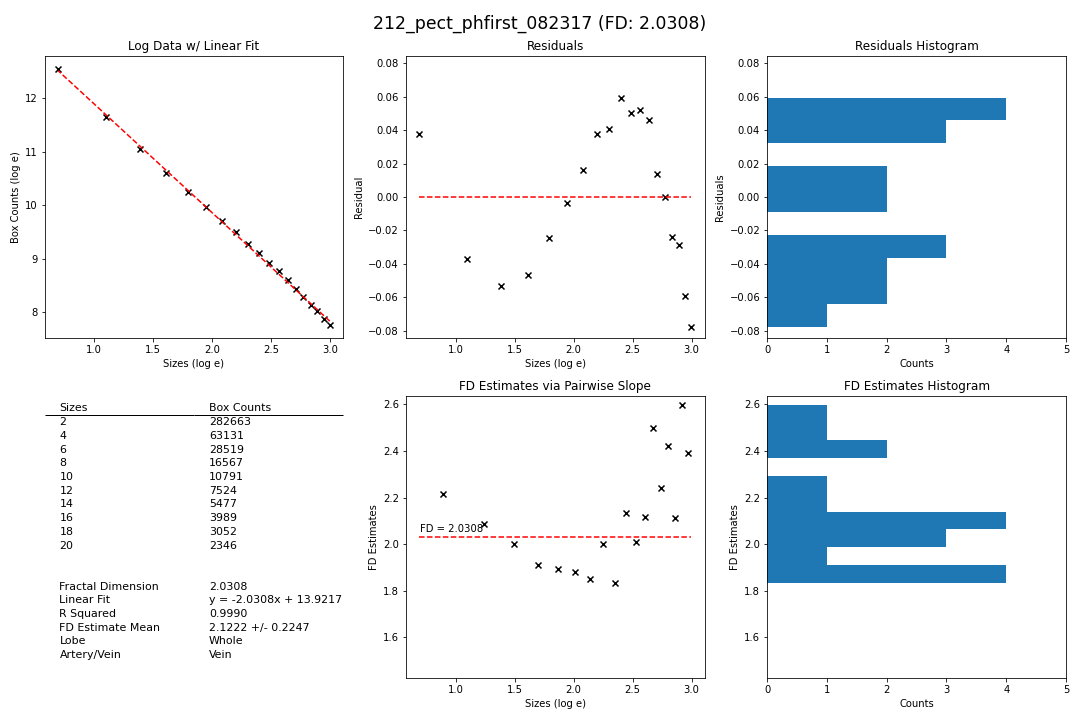 212_pect_phfirst_082317 (FD: 2.0308)
Log Data w/ Linear Fit
Box Counts (log e)
12
11
10
9
8
1.0 1.5 2.0 2.5 3.0
Sizes (log e)
Residuals
Residual
0.08
0.06
0.04
0.02
0.00
−0.02
−0.04
−0.06
−0.08
1.0 1.5 2.0 2.5 3.0
Sizes (log e)
Residuals Histogram
Residuals
0.08
0.06
0.04
0.02
0.00
−0.02
−0.04
−0.06
−0.08
0 1 2 3 4 5
Counts
Sizes Box Counts
2 282663
4 63131
6 28519
8 16567
10 10791
12 7524
14 5477
16 3989
18 3052
20 2346
Fractal Dimension 2.0308
Linear Fit y = -2.0308x + 13.9217
R Squared 0.9990
FD Estimate Mean 2.1222 +/- 0.2247
Lobe Whole
Artery/Vein Vein
FD Estimates via Pairwise Slope
FD Estimates
2.6
2.4
2.2
2.0
1.8
1.6
FD = 2.0308
1.0 1.5 2.0 2.5 3.0
Sizes (log e)
FD Estimates Histogram
FD Estimates
2.6
2.4
2.2
2.0
1.8
1.6
0 1 2 3 4 5
Counts